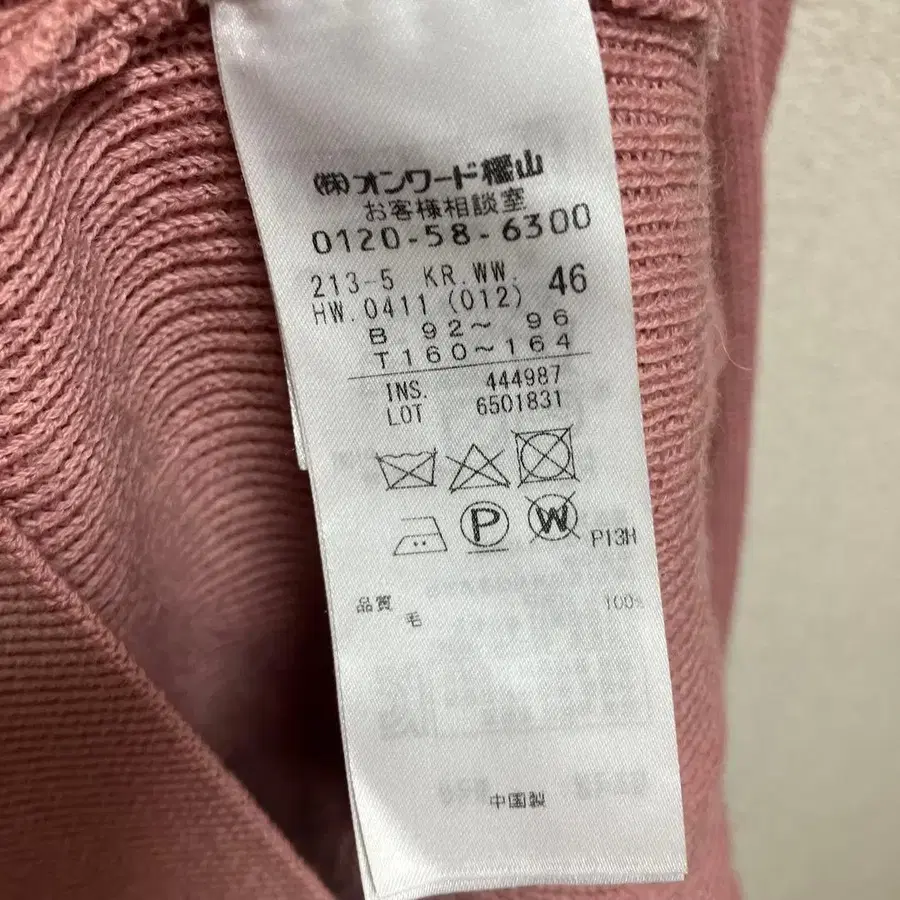 ㈱オンワード樫山
お客様相談室
0120-58-6300
213-5 KR.WW. 46
HW.0411 (012)
B 92～ 96
T160～164
INS. 444987
LOT 6501831
P
W
P13H
品質
毛 100%
中国製